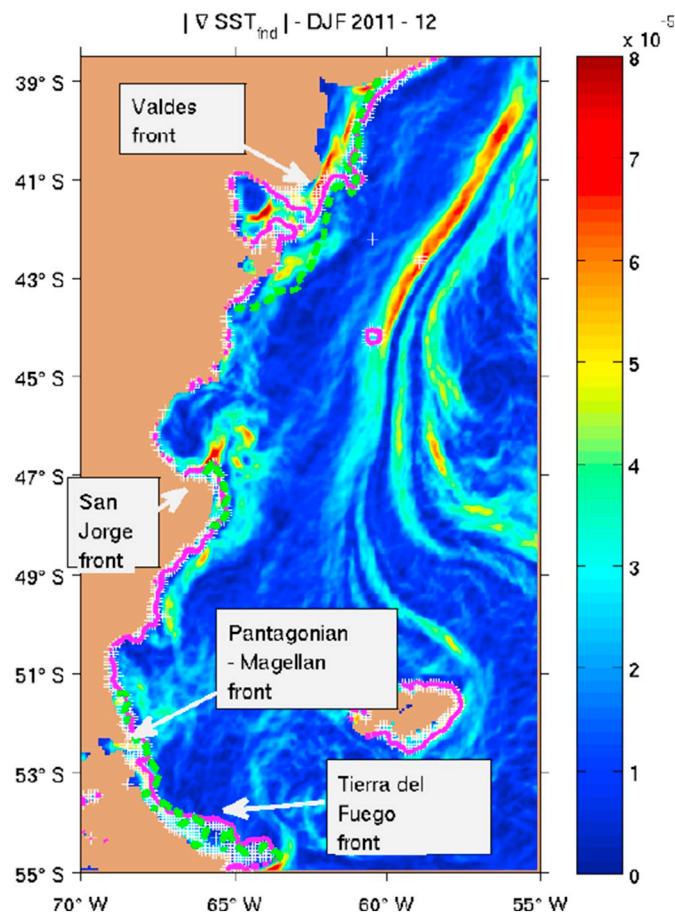 | ∇ SST_fnd | - DJF 2011 - 12
x 10^-5
39° S
41° S
43° S
45° S
47° S
49° S
51° S
53° S
55° S
Valdes
front
San
Jorge
front
Pantagonian
- Magellan
front
Tierra del
Fuego
front
70° W
65° W
60° W
55° W
8
7
6
5
4
3
2
1
0